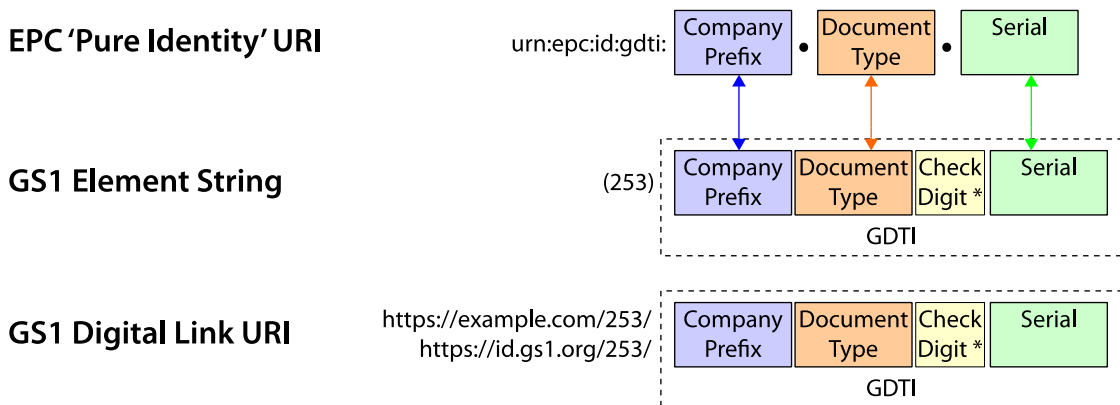 EPC ‘Pure Identity’ URI
urn:epc:id:gdti:
Company
Prefix
•
Document
Type
•
Serial
GS1 Element String
(253)
Company
Prefix
Document
Type
Check
Digit *
Serial
GDTI
GS1 Digital Link URI
https://example.com/253/
https://id.gs1.org/253/
Company
Prefix
Document
Type
Check
Digit *
Serial
GDTI